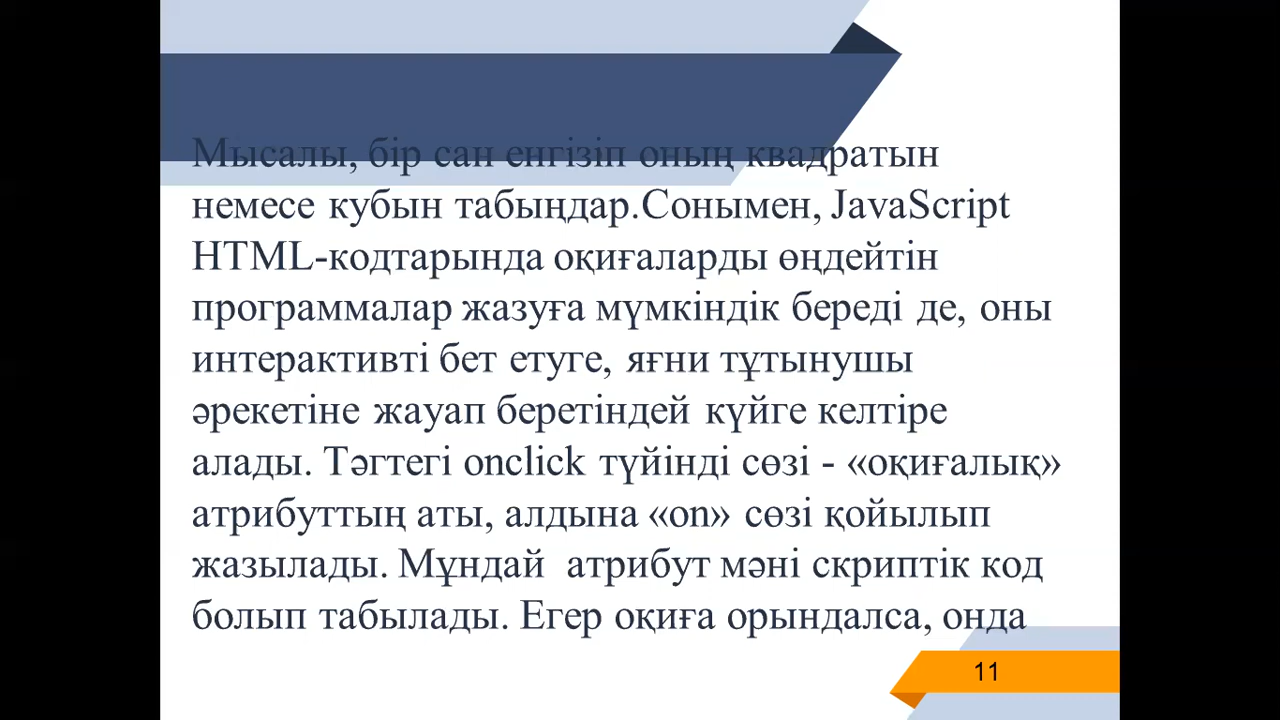 Мысалы, бір сан енгізіп оның квадратын
немесе кубын табыңдар.Сонымен, JavaScript
HTML-кодтарында оқиғаларды өңдейтін
программалар жазуға мүмкіндік береді де, оны
интерактивті бет етуге, яғни тұтынушы
әрекетіне жауап беретіндей күйге келтіре
алады. Тәгтегі onclick түйінді сөзі - «оқиғалық»
атрибуттың аты, алдына «on» сөзі қойылып
жазылады. Мұндай  атрибут мәні скриптік код
болып табылады. Егер оқиға орындалса, онда
11